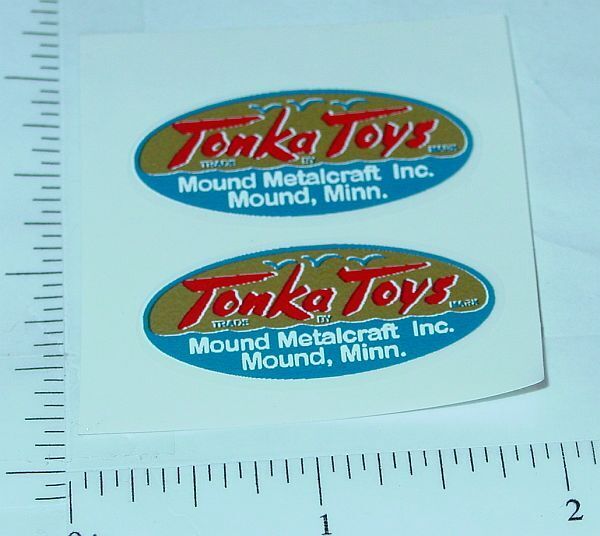 Tonka Toys
TRADE BY MARK
Mound Metalcraft Inc.
Mound, Minn.
Tonka Toys
TRADE BY MARK
Mound Metalcraft Inc.
Mound, Minn.
1
2